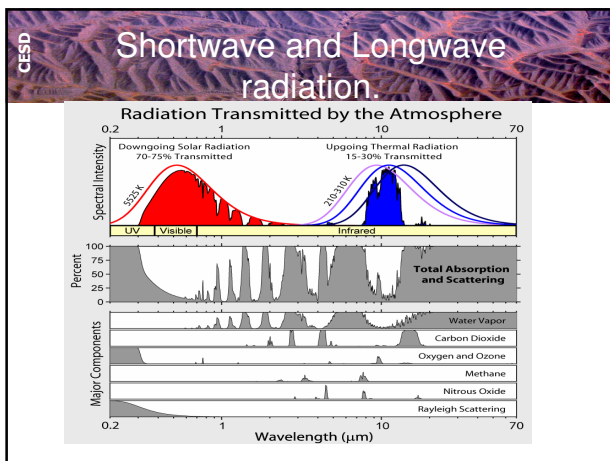 CESD
Shortwave and Longwave
radiation.
Radiation Transmitted by the Atmosphere
0.2 1 10 70
Downgoing Solar Radiation
70-75% Transmitted
Upgoing Thermal Radiation
15-30% Transmitted
Spectral Intensity
5525 K
210-310 K
UV Visible Infrared
Percent
100
75
50
25
0
Total Absorption
and Scattering
Major Components
Water Vapor
Carbon Dioxide
Oxygen and Ozone
Methane
Nitrous Oxide
Rayleigh Scattering
0.2 1 10 70
Wavelength (μm)